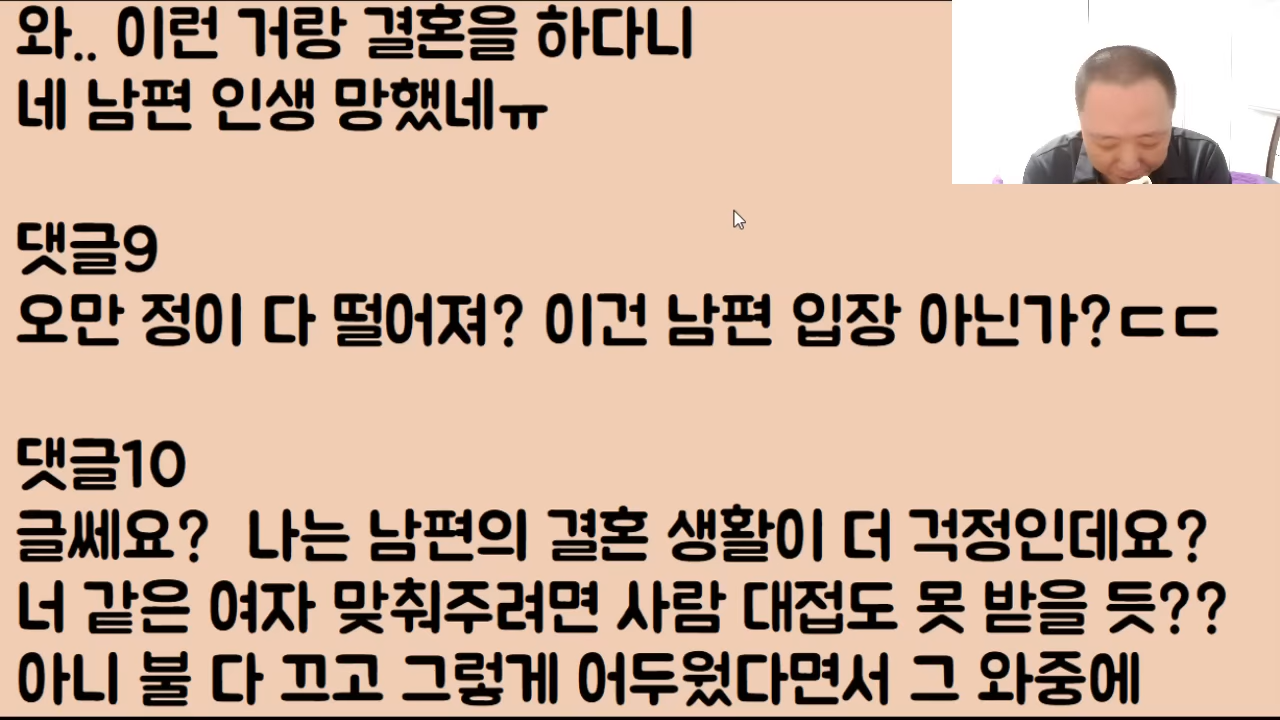 와.. 이런 거랑 결혼을 하다니
네 남편 인생 망했네ㅠ
댓글9
오만 정이 다 떨어져? 이건 남편 입장 아닌가?ㄷㄷ
댓글10
글쎄요? 나는 남편의 결혼 생활이 더 걱정인데요?
너 같은 여자 맞춰주려면 사람 대접도 못 받을 듯??
아니 불 다 끄고 그렇게 어두웠다면서 그 와중에